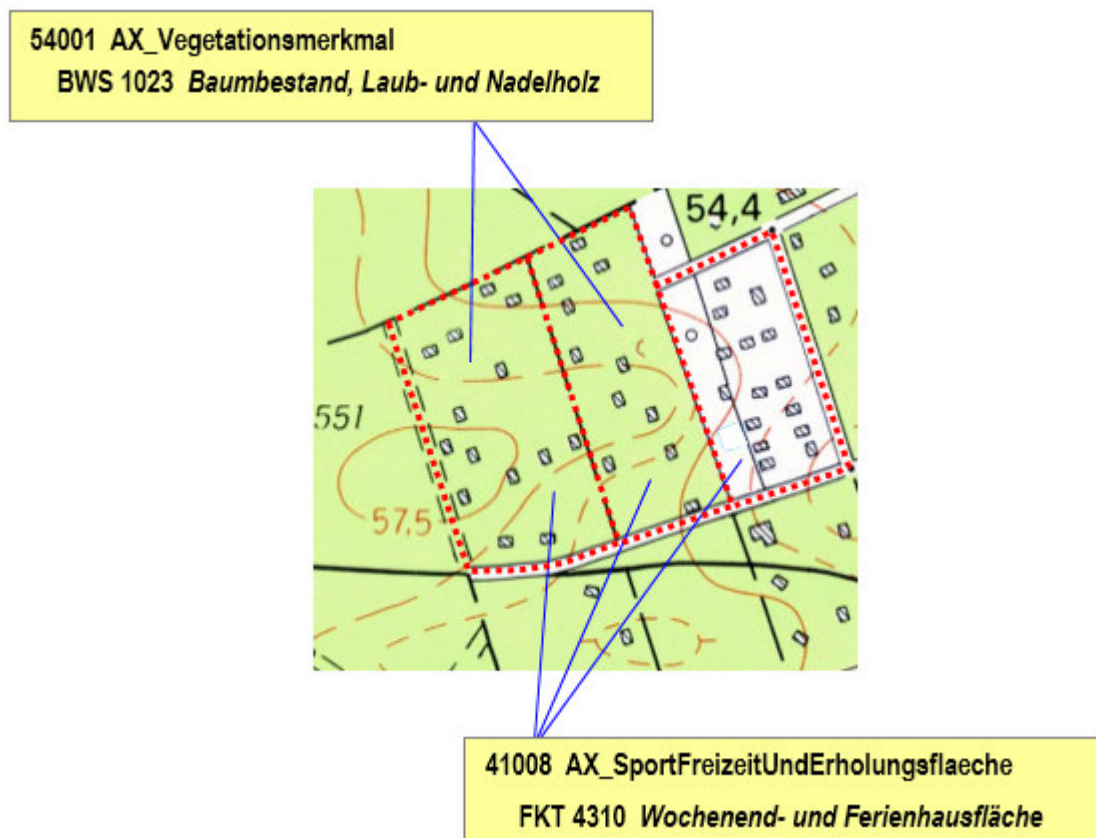 54001 AX_Vegetationsmerkmal
BWS 1023 Baumbestand, Laub- und Nadelholz
54,4
551
57,5
41008 AX_SportFreizeitUndErholungsflaeche
FKT 4310 Wochenend- und Ferienhausfläche